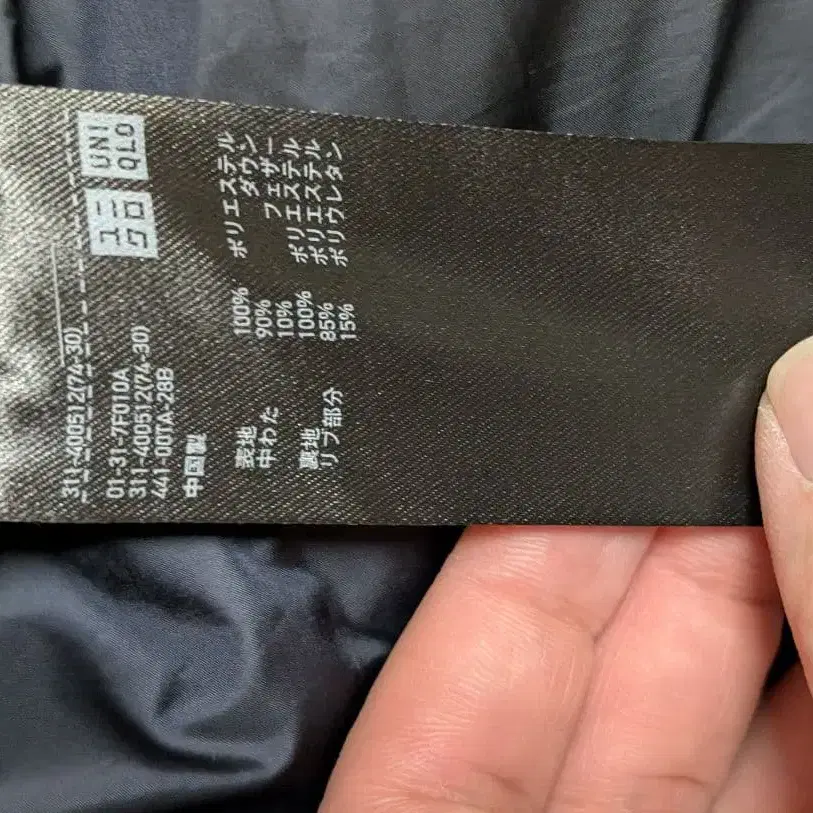 UNI
QLO
ユニ
クロ
311-400512(74-30)
01-31-7F010A
311-400512(74-30)
441-001A-28B
中国製
表地 100% ポリエステル
中わた 90% ダウン
10% フェザー
裏地 100% ポリエステル
リブ部分 85% ポリエステル
15% ポリウレタン